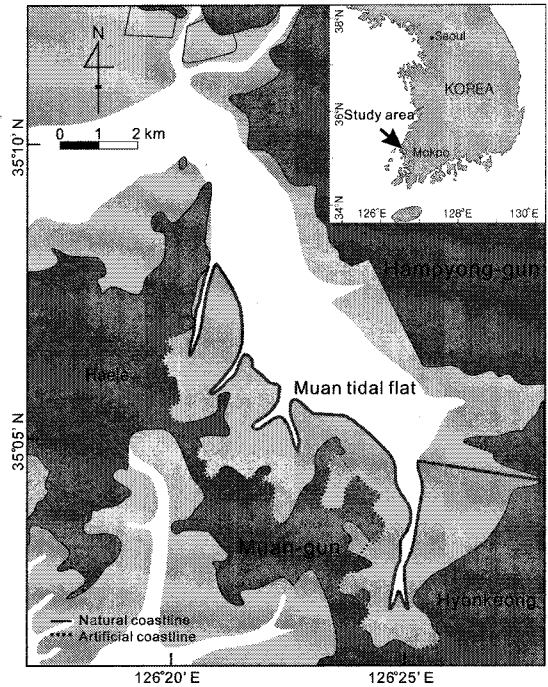 N
0 1 2 km
35°10' N
35°05' N
126°20' E
126°25' E
38°N
36°N
34°N
126°E
128°E
130°E
Seoul
KOREA
Study area
Mokpo
Hampyong-gun
Haeje
Muan tidal flat
Muan-gun
Hyunkeong
Natural coastline
Artificial coastline